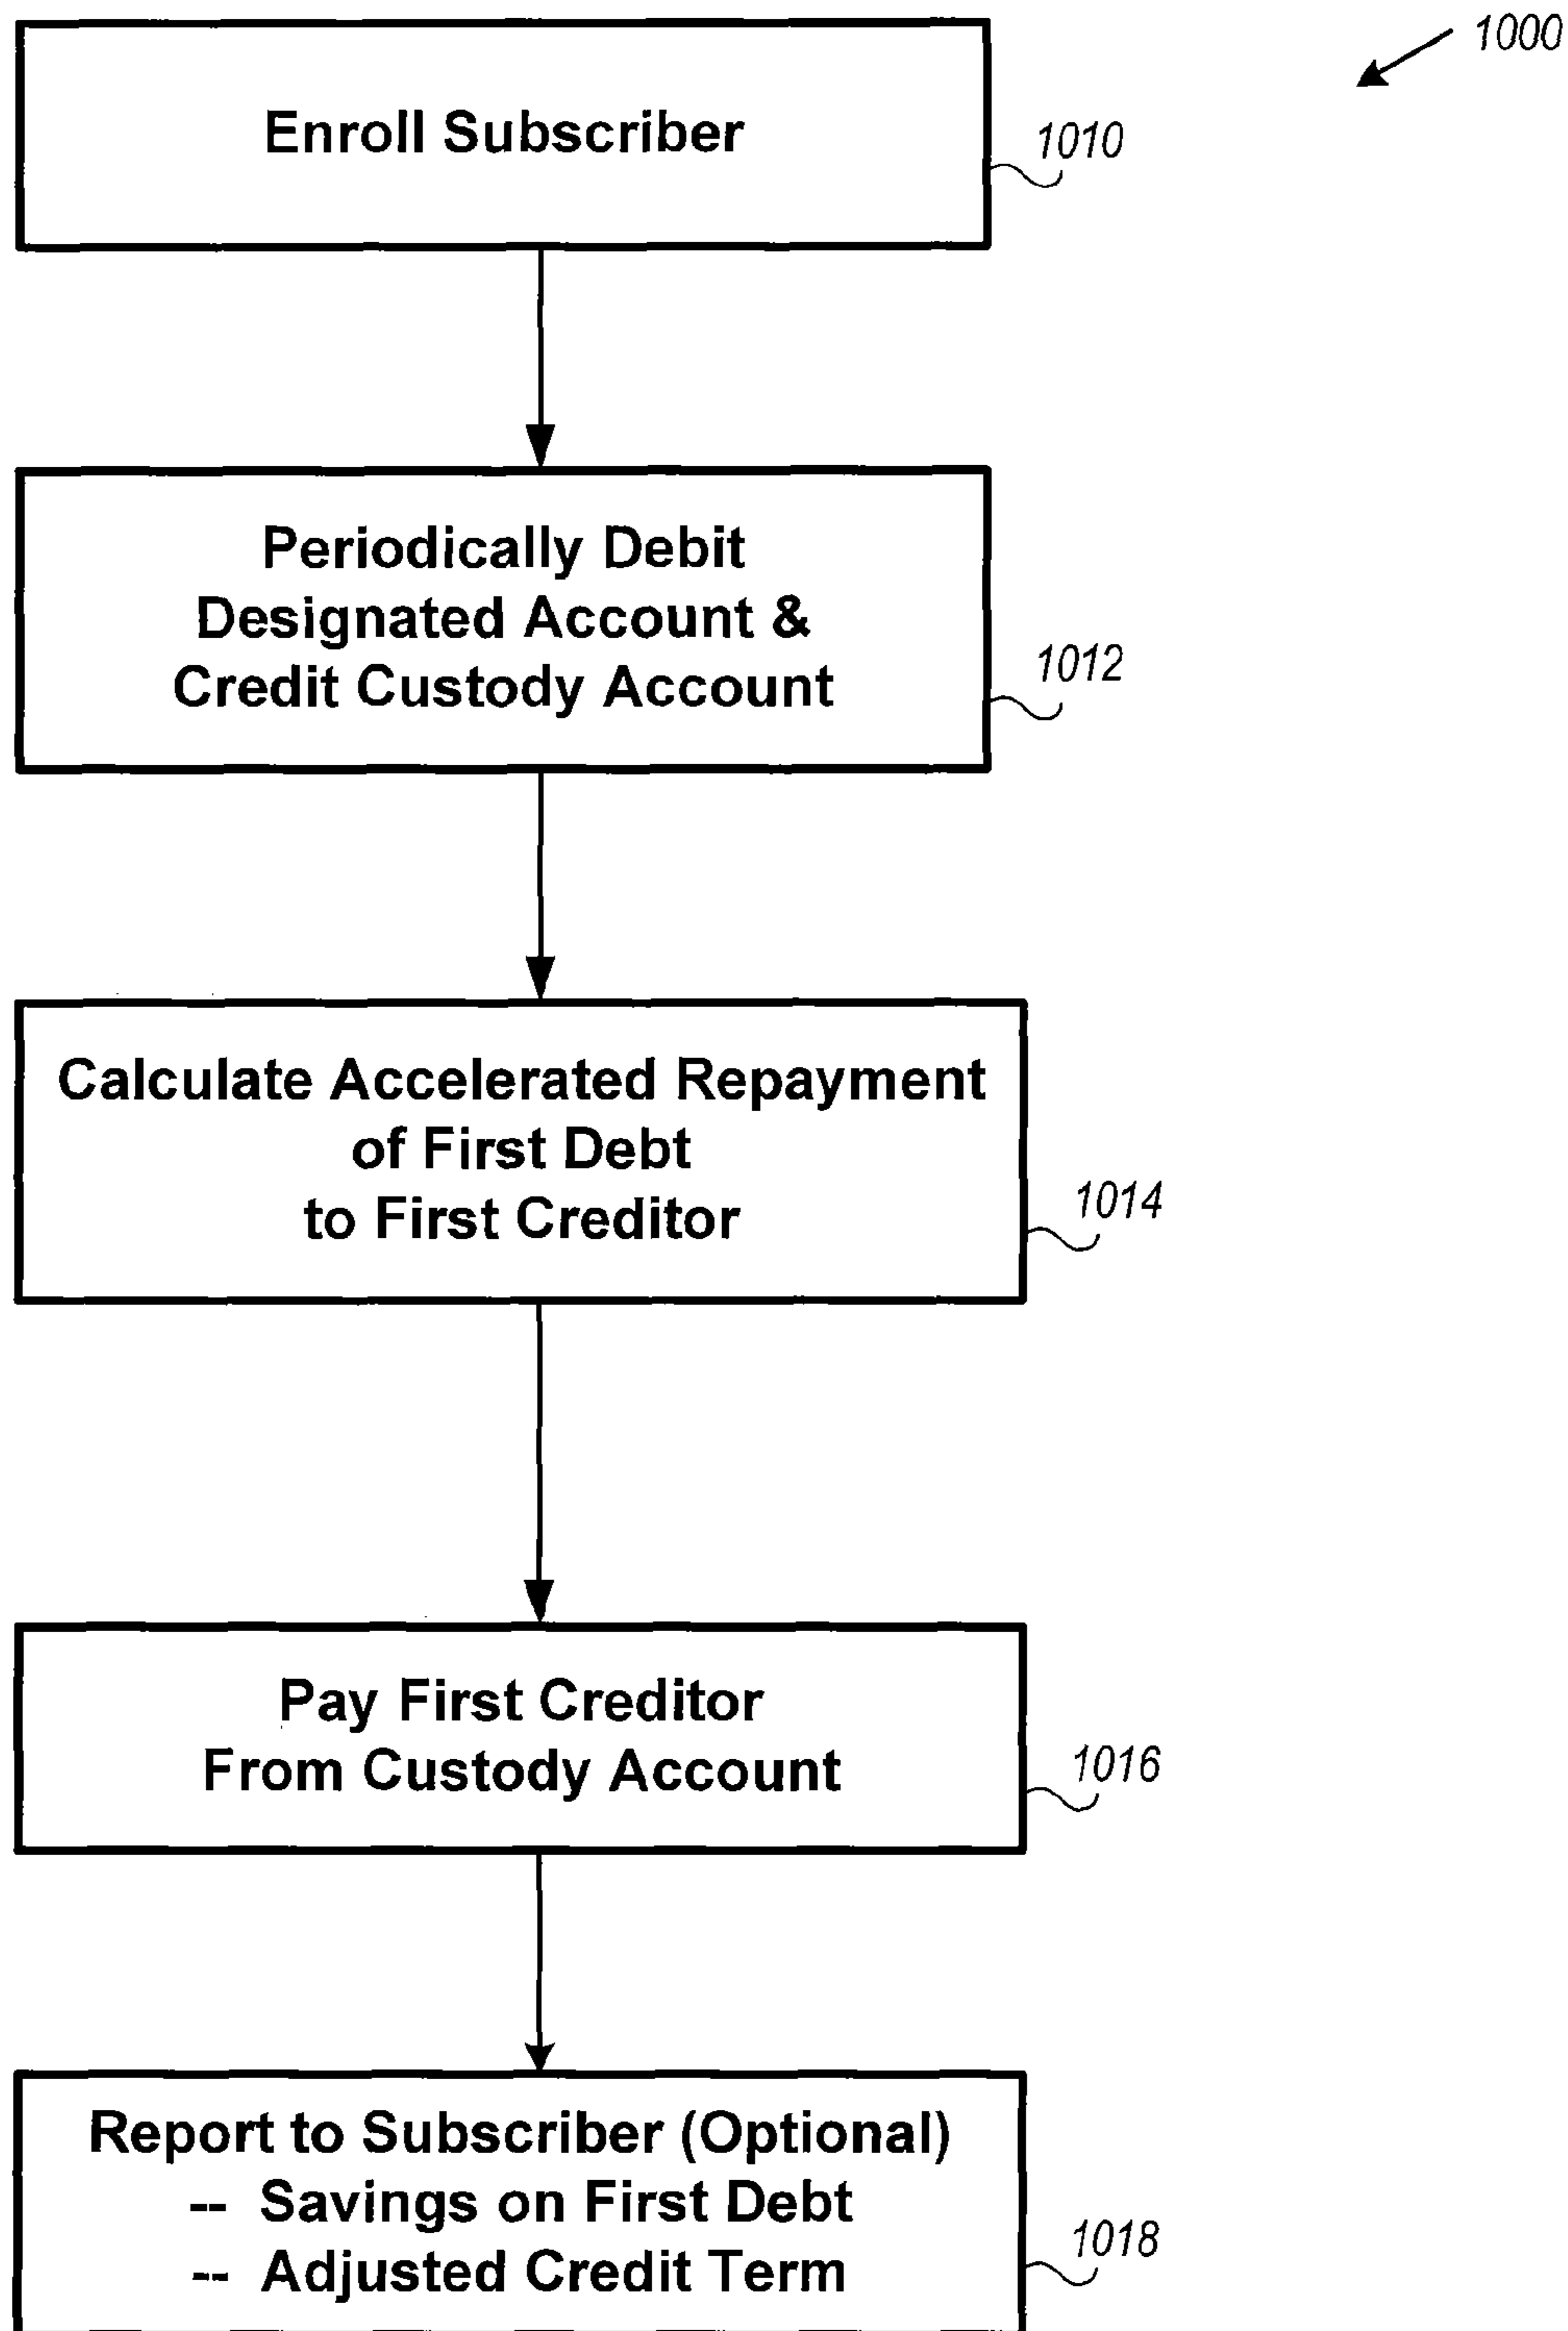 1000
Enroll Subscriber
1010
Periodically Debit
Designated Account &
Credit Custody Account
1012
Calculate Accelerated Repayment
of First Debt
to First Creditor
1014
Pay First Creditor
From Custody Account
1016
Report to Subscriber (Optional)
-- Savings on First Debt
-- Adjusted Credit Term
1018